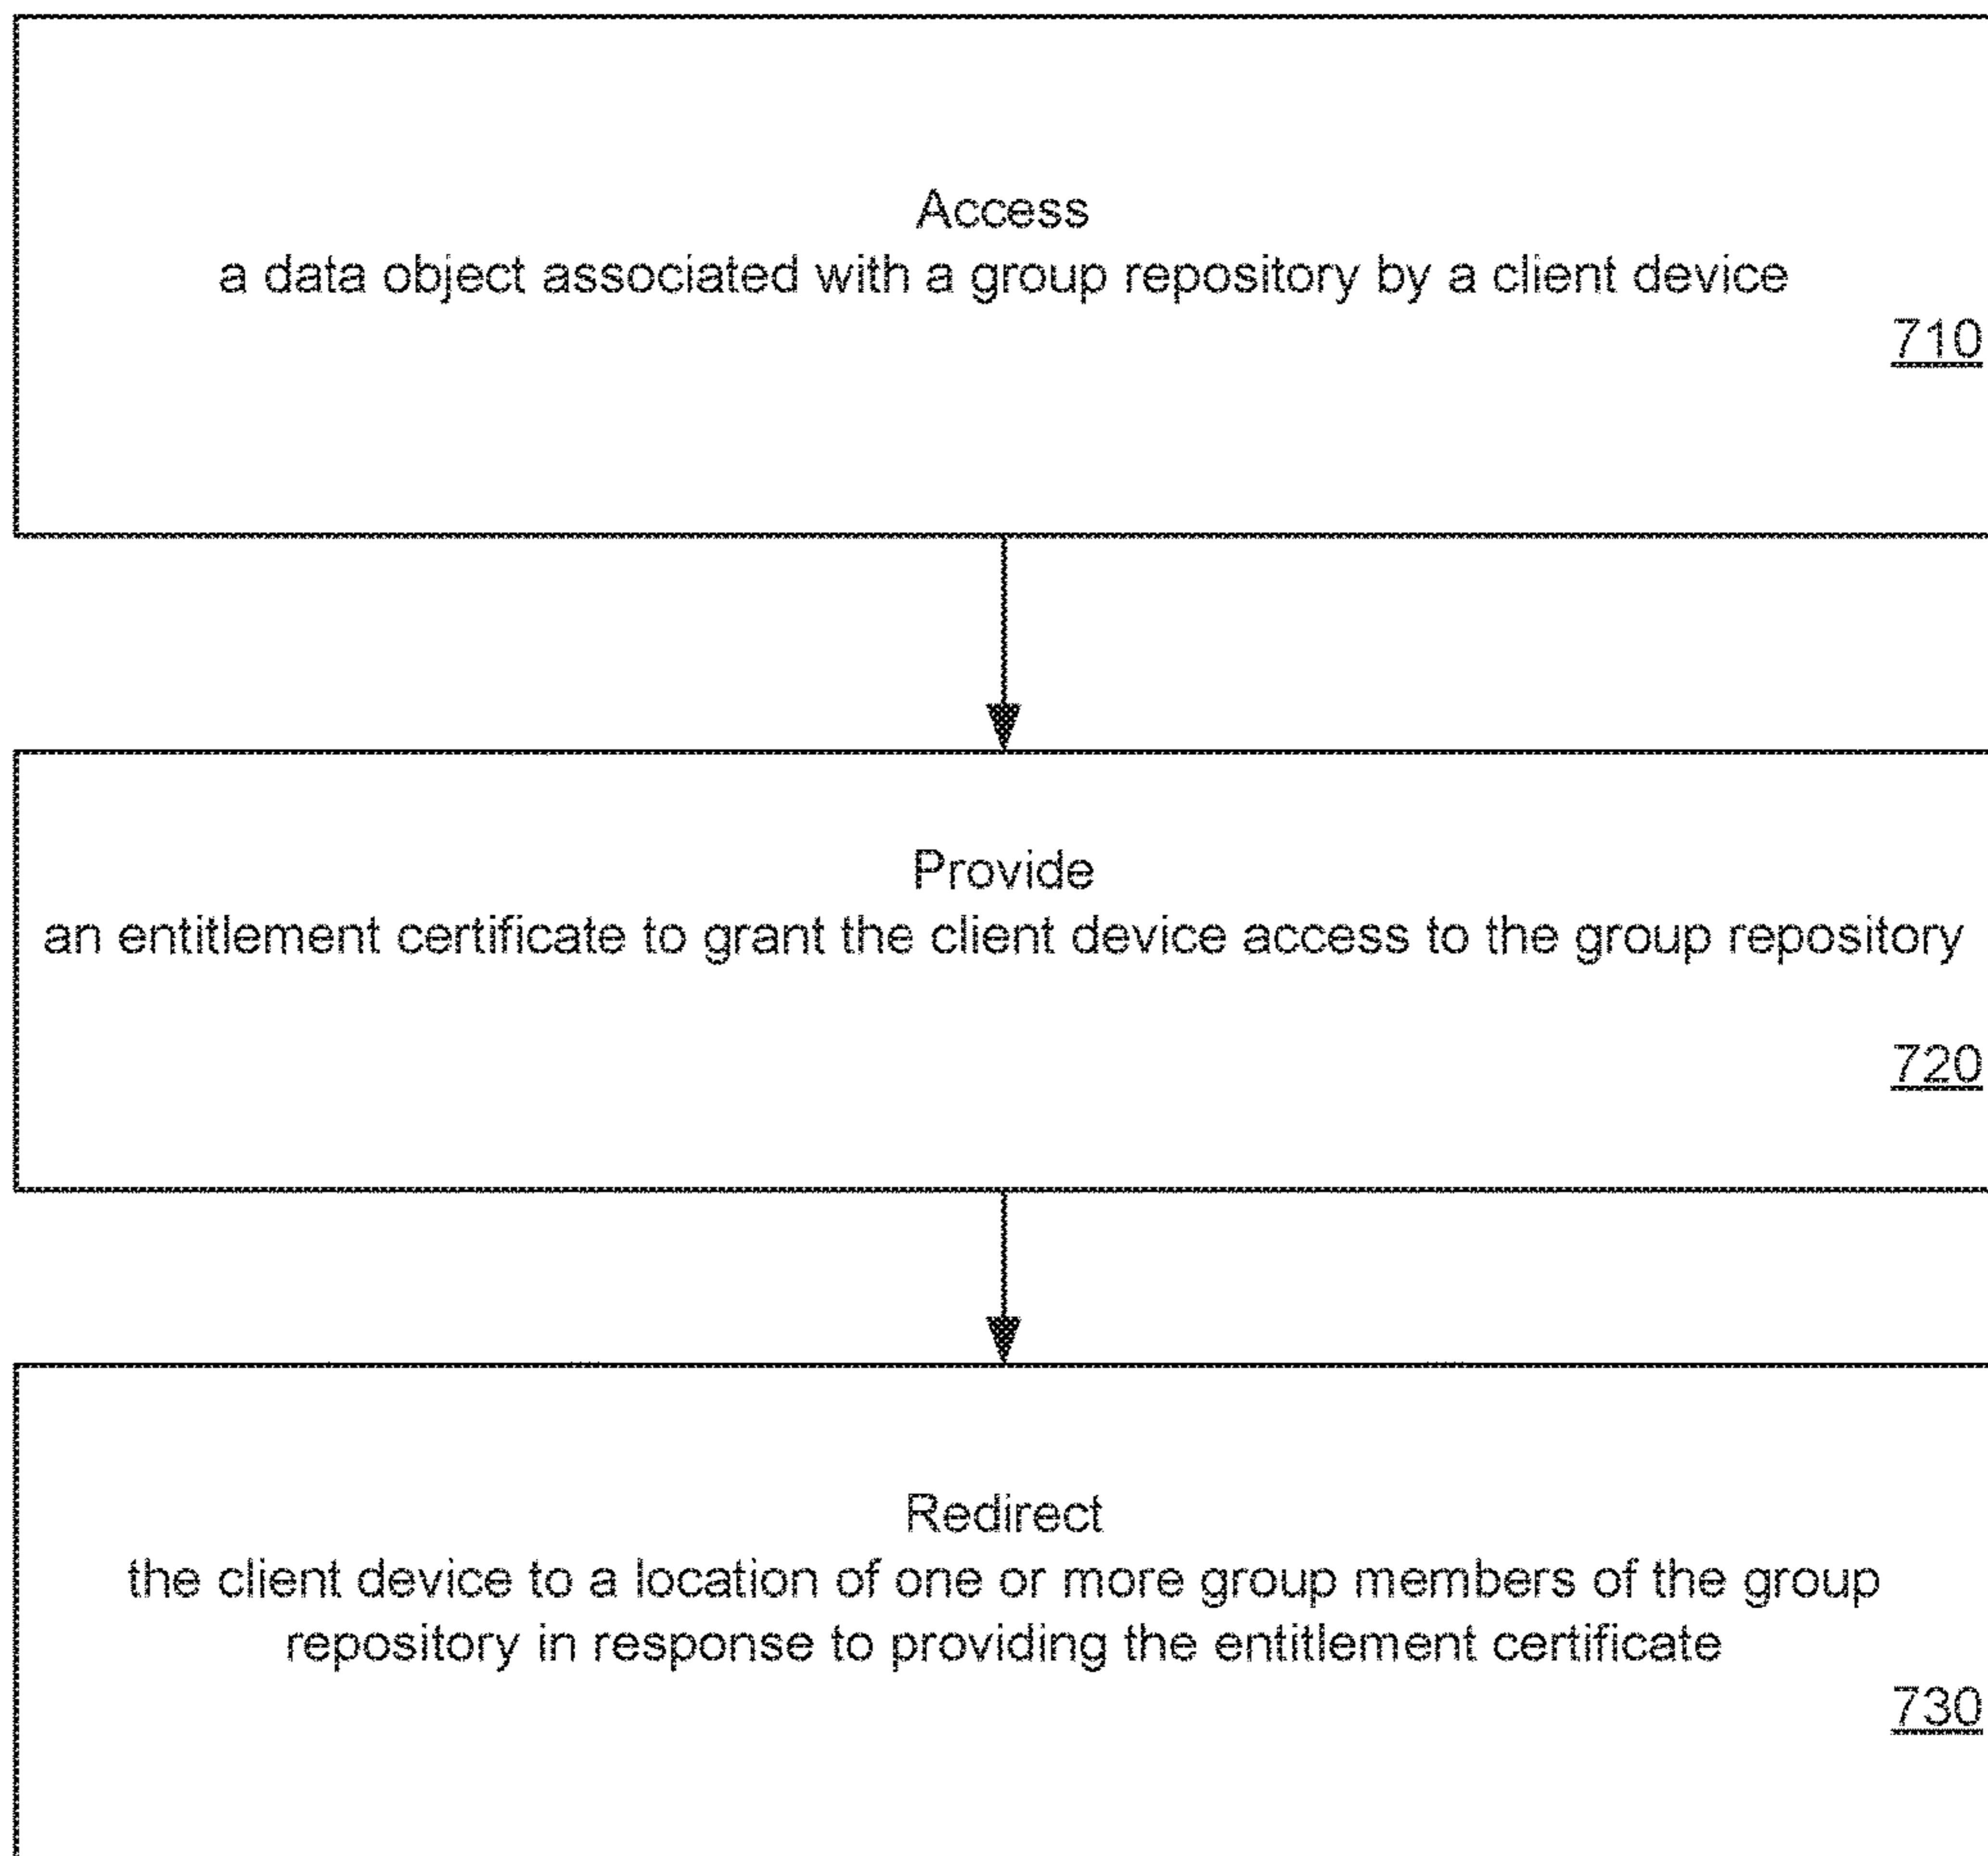 Access
a data object associated with a group repository by a client device
710
Provide
an entitlement certificate to grant the client device access to the group repository
720
Redirect
the client device to a location of one or more group members of the group
repository in response to providing the entitlement certificate
730